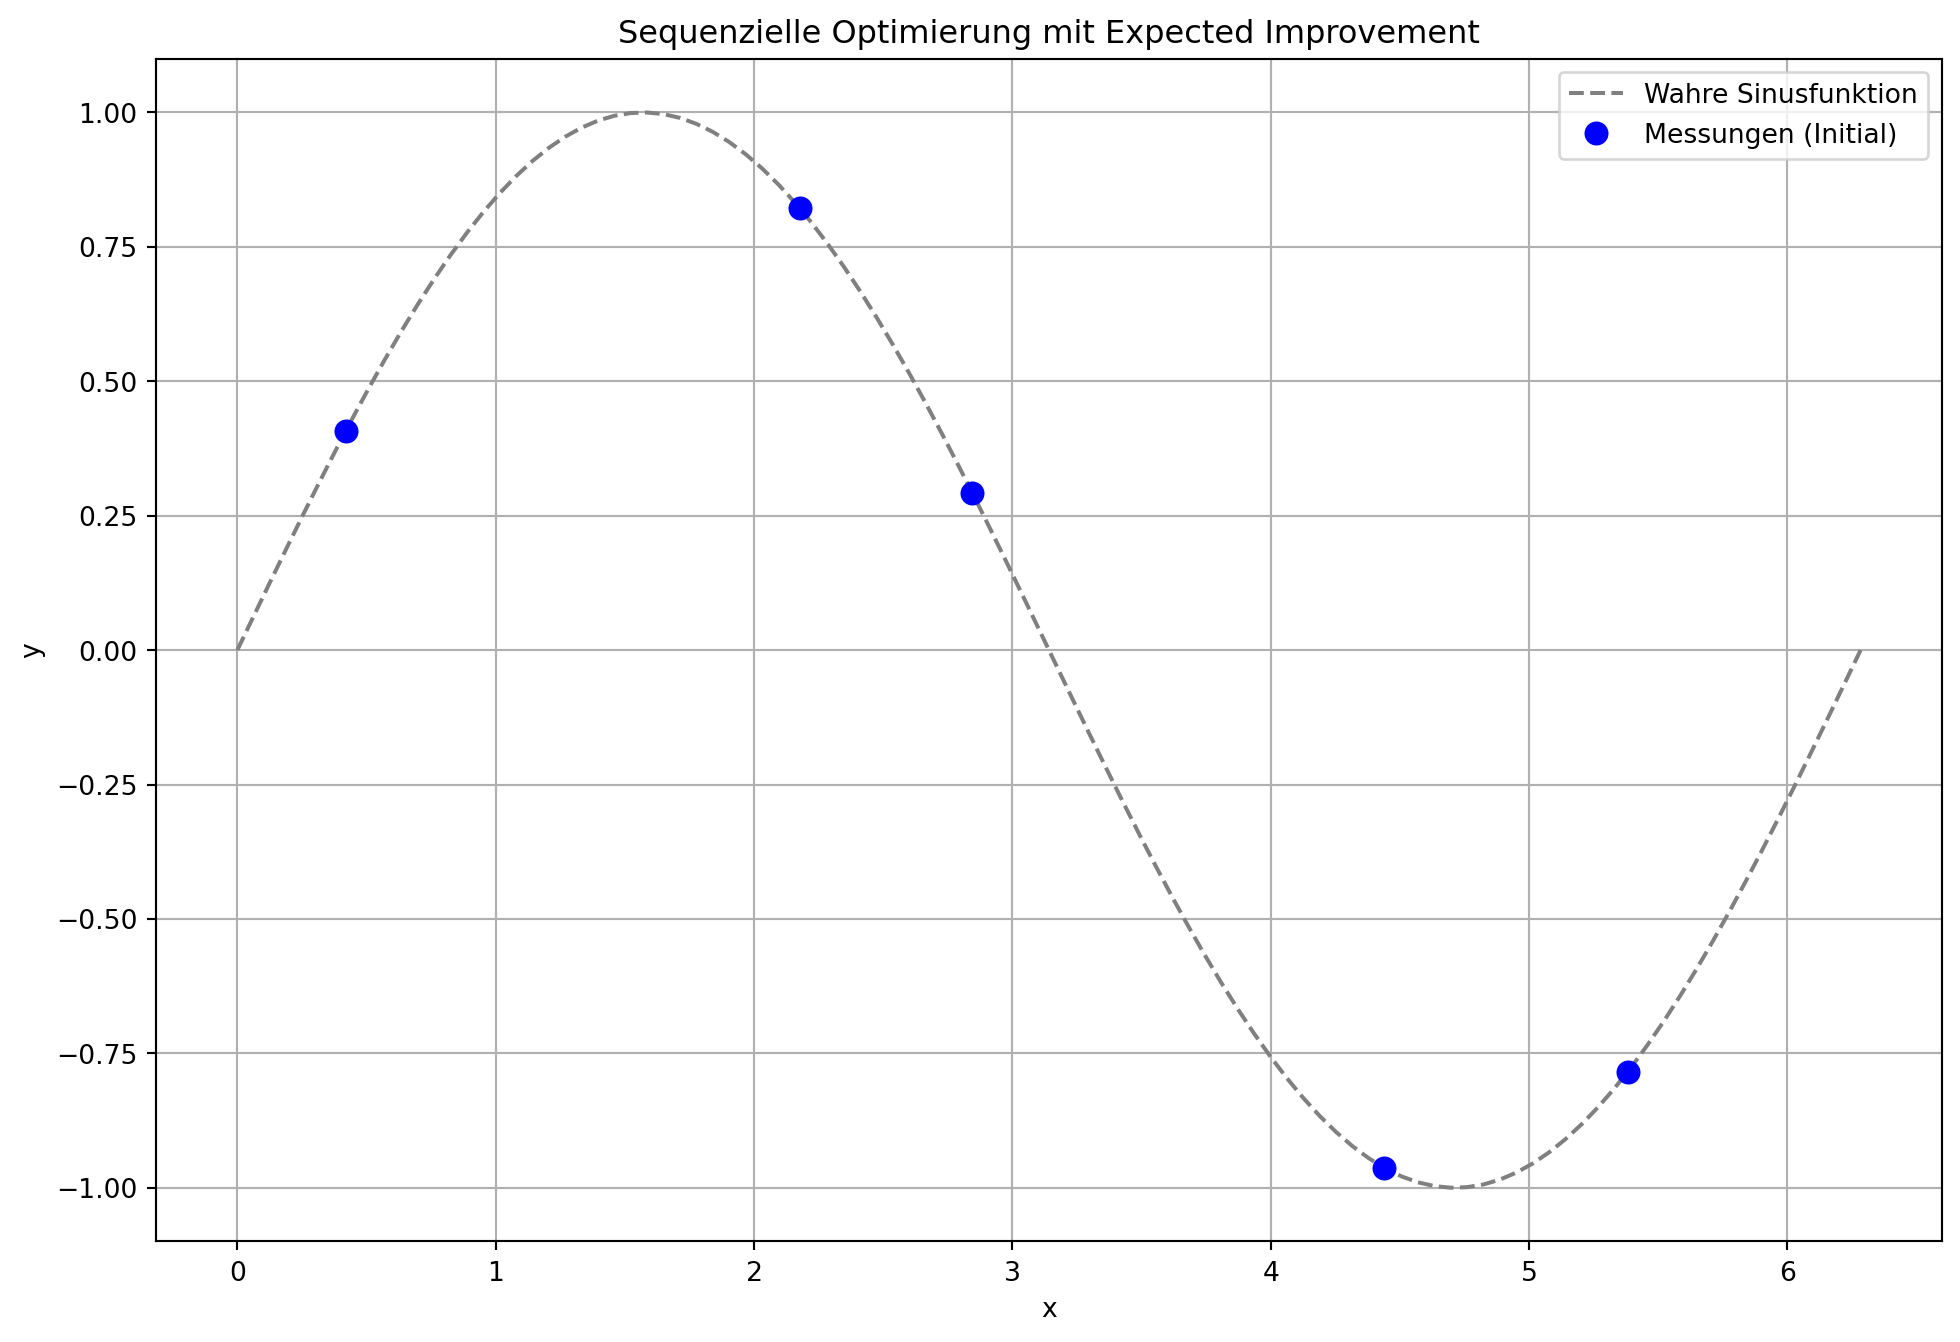 Sequenzielle Optimierung mit Expected Improvement
Wahre Sinusfunktion
Messungen (Initial)
1.00
0.75
0.50
0.25
0.00
−0.25
−0.50
−0.75
−1.00
y
0 1 2 3 4 5 6
x